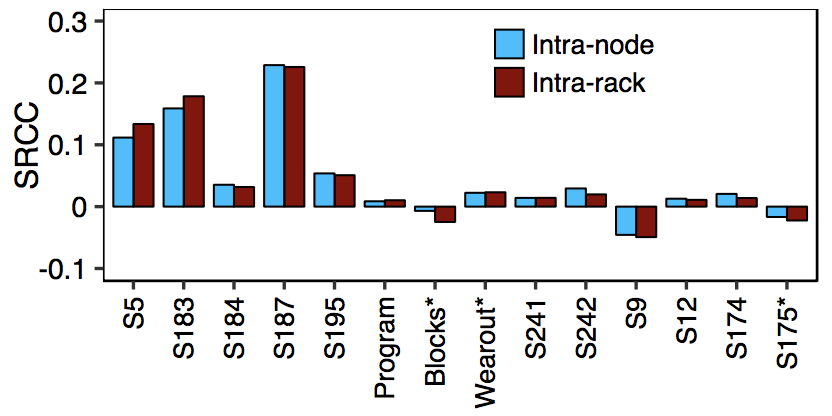 SRCC
0.3
0.2
0.1
0
-0.1
Intra-node
Intra-rack
S5
S183
S184
S187
S195
Program
Blocks*
Wearout*
S241
S242
S9
S12
S174
S175*